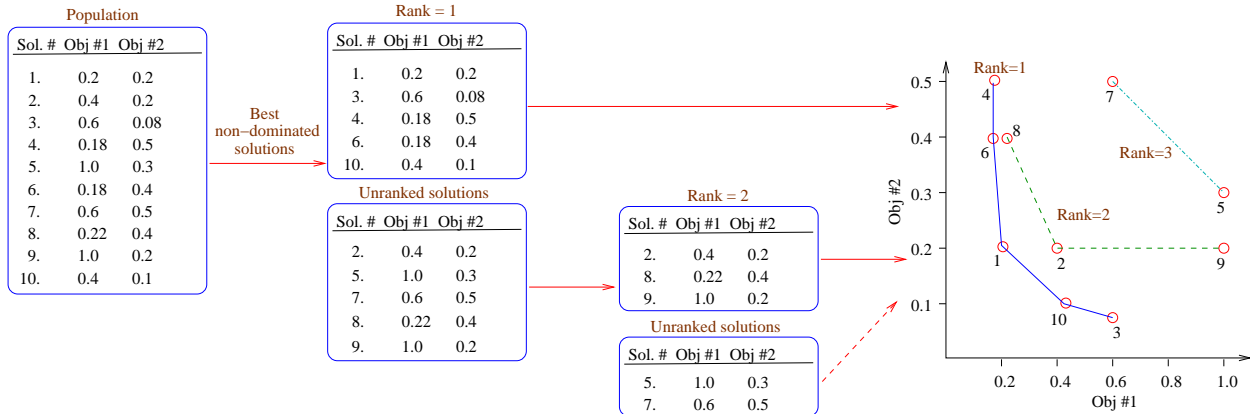 Population
Sol. # Obj #1 Obj #2
1. 0.2 0.2
2. 0.4 0.2
3. 0.6 0.08
4. 0.18 0.5
5. 1.0 0.3
6. 0.18 0.4
7. 0.6 0.5
8. 0.22 0.4
9. 1.0 0.2
10. 0.4 0.1
Best
non−dominated
solutions
Rank = 1
Sol. # Obj #1 Obj #2
1. 0.2 0.2
3. 0.6 0.08
4. 0.18 0.5
6. 0.18 0.4
10. 0.4 0.1
Unranked solutions
Sol. # Obj #1 Obj #2
2. 0.4 0.2
5. 1.0 0.3
7. 0.6 0.5
8. 0.22 0.4
9. 1.0 0.2
Rank = 2
Sol. # Obj #1 Obj #2
2. 0.4 0.2
8. 0.22 0.4
9. 1.0 0.2
Unranked solutions
Sol. # Obj #1 Obj #2
5. 1.0 0.3
7. 0.6 0.5
Obj #2
0.5
0.4
0.3
0.2
0.1
Rank=1
4
7
8
6
Rank=3
5
Rank=2
1
2
9
10
3
0.2 0.4 0.6 0.8 1.0
Obj #1